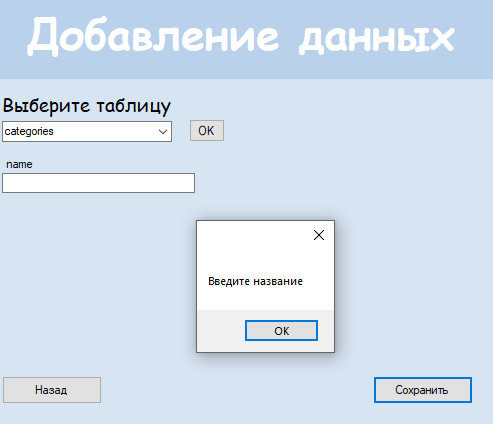 Добавление данных
Выберите таблицу
categories
OK
name
Введите название
OK
Назад
Сохранить